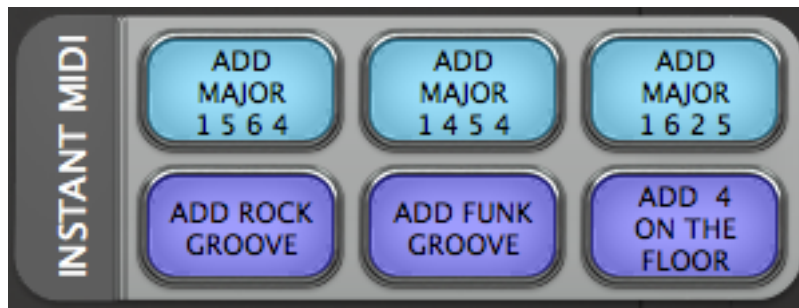 INSTANT MIDI
ADD
MAJOR
1 5 6 4
ADD
MAJOR
1 4 5 4
ADD
MAJOR
1 6 2 5
ADD ROCK
GROOVE
ADD FUNK
GROOVE
ADD 4
ON THE
FLOOR